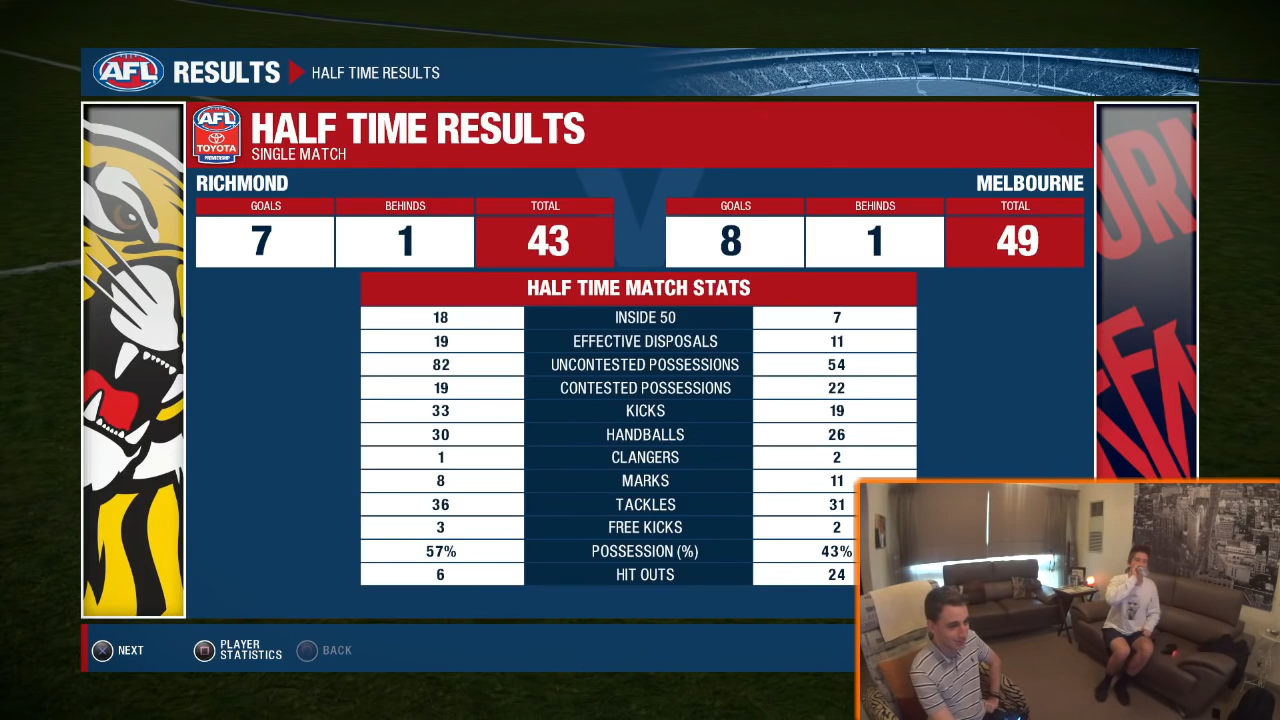 AFL RESULTS HALF TIME RESULTS
AFL
TOYOTA
PREMIERSHIP
HALF TIME RESULTS
SINGLE MATCH
RICHMOND MELBOURNE
GOALS BEHINDS TOTAL GOALS BEHINDS TOTAL
7 1 43 8 1 49
HALF TIME MATCH STATS
18 INSIDE 50 7
19 EFFECTIVE DISPOSALS 11
82 UNCONTESTED POSSESSIONS 54
19 CONTESTED POSSESSIONS 22
33 KICKS 19
30 HANDBALLS 26
1 CLANGERS 2
8 MARKS 11
36 TACKLES 31
3 FREE KICKS 2
57% POSSESSION (%) 43%
6 HIT OUTS 24
NEXT
PLAYER
STATISTICS
BACK